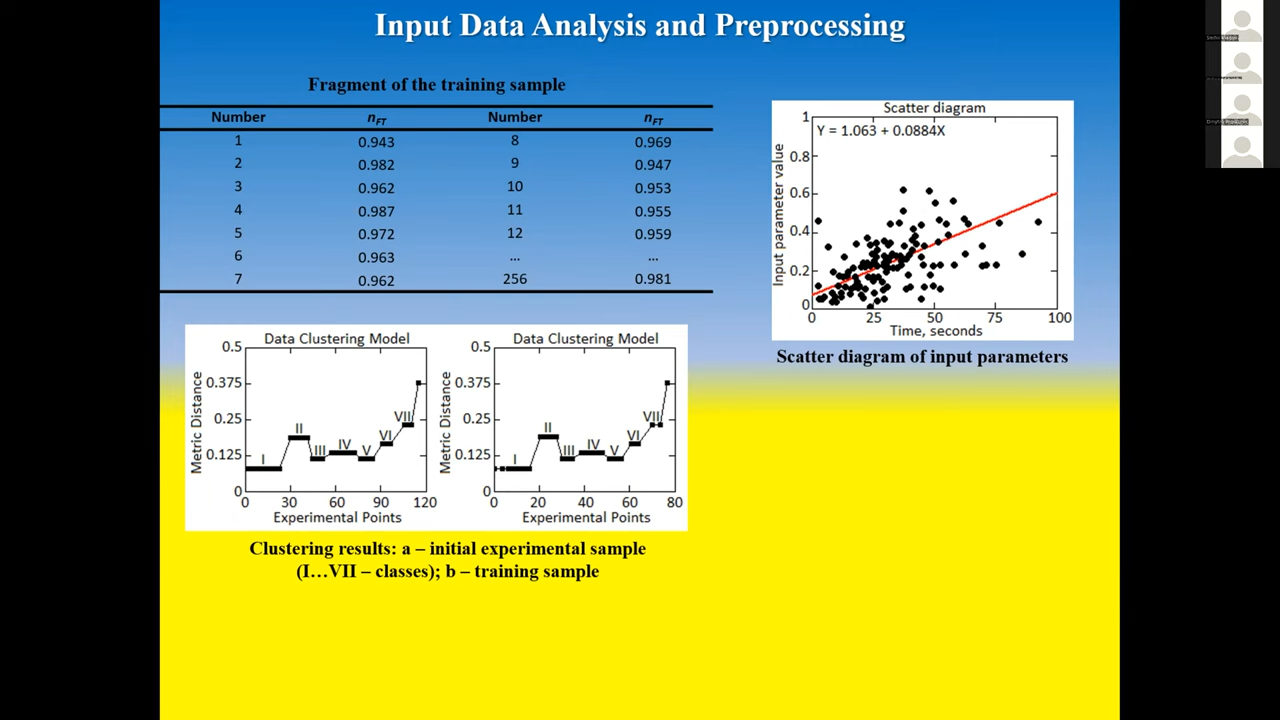 Input Data Analysis and Preprocessing
Fragment of the training sample
Number nFT Number nFT
1 0.943 8 0.969
2 0.982 9 0.947
3 0.962 10 0.953
4 0.987 11 0.955
5 0.972 12 0.959
6 0.963 ... ...
7 0.962 256 0.981
Scatter diagram
Y = 1.063 + 0.0884X
Input parameter value
1
0.8
0.6
0.4
0.2
0
0 25 50 75 100
Time, seconds
Scatter diagram of input parameters
Data Clustering Model
Metric Distance
0.5
0.375
0.25
0.125
0
I II III IV V VI VII
0 30 60 90 120
Experimental Points
Data Clustering Model
Metric Distance
0.5
0.375
0.25
0.125
0
I II III IV V VI VII
0 20 40 60 80
Experimental Points
Clustering results: a – initial experimental sample
(I…VII – classes); b – training sample